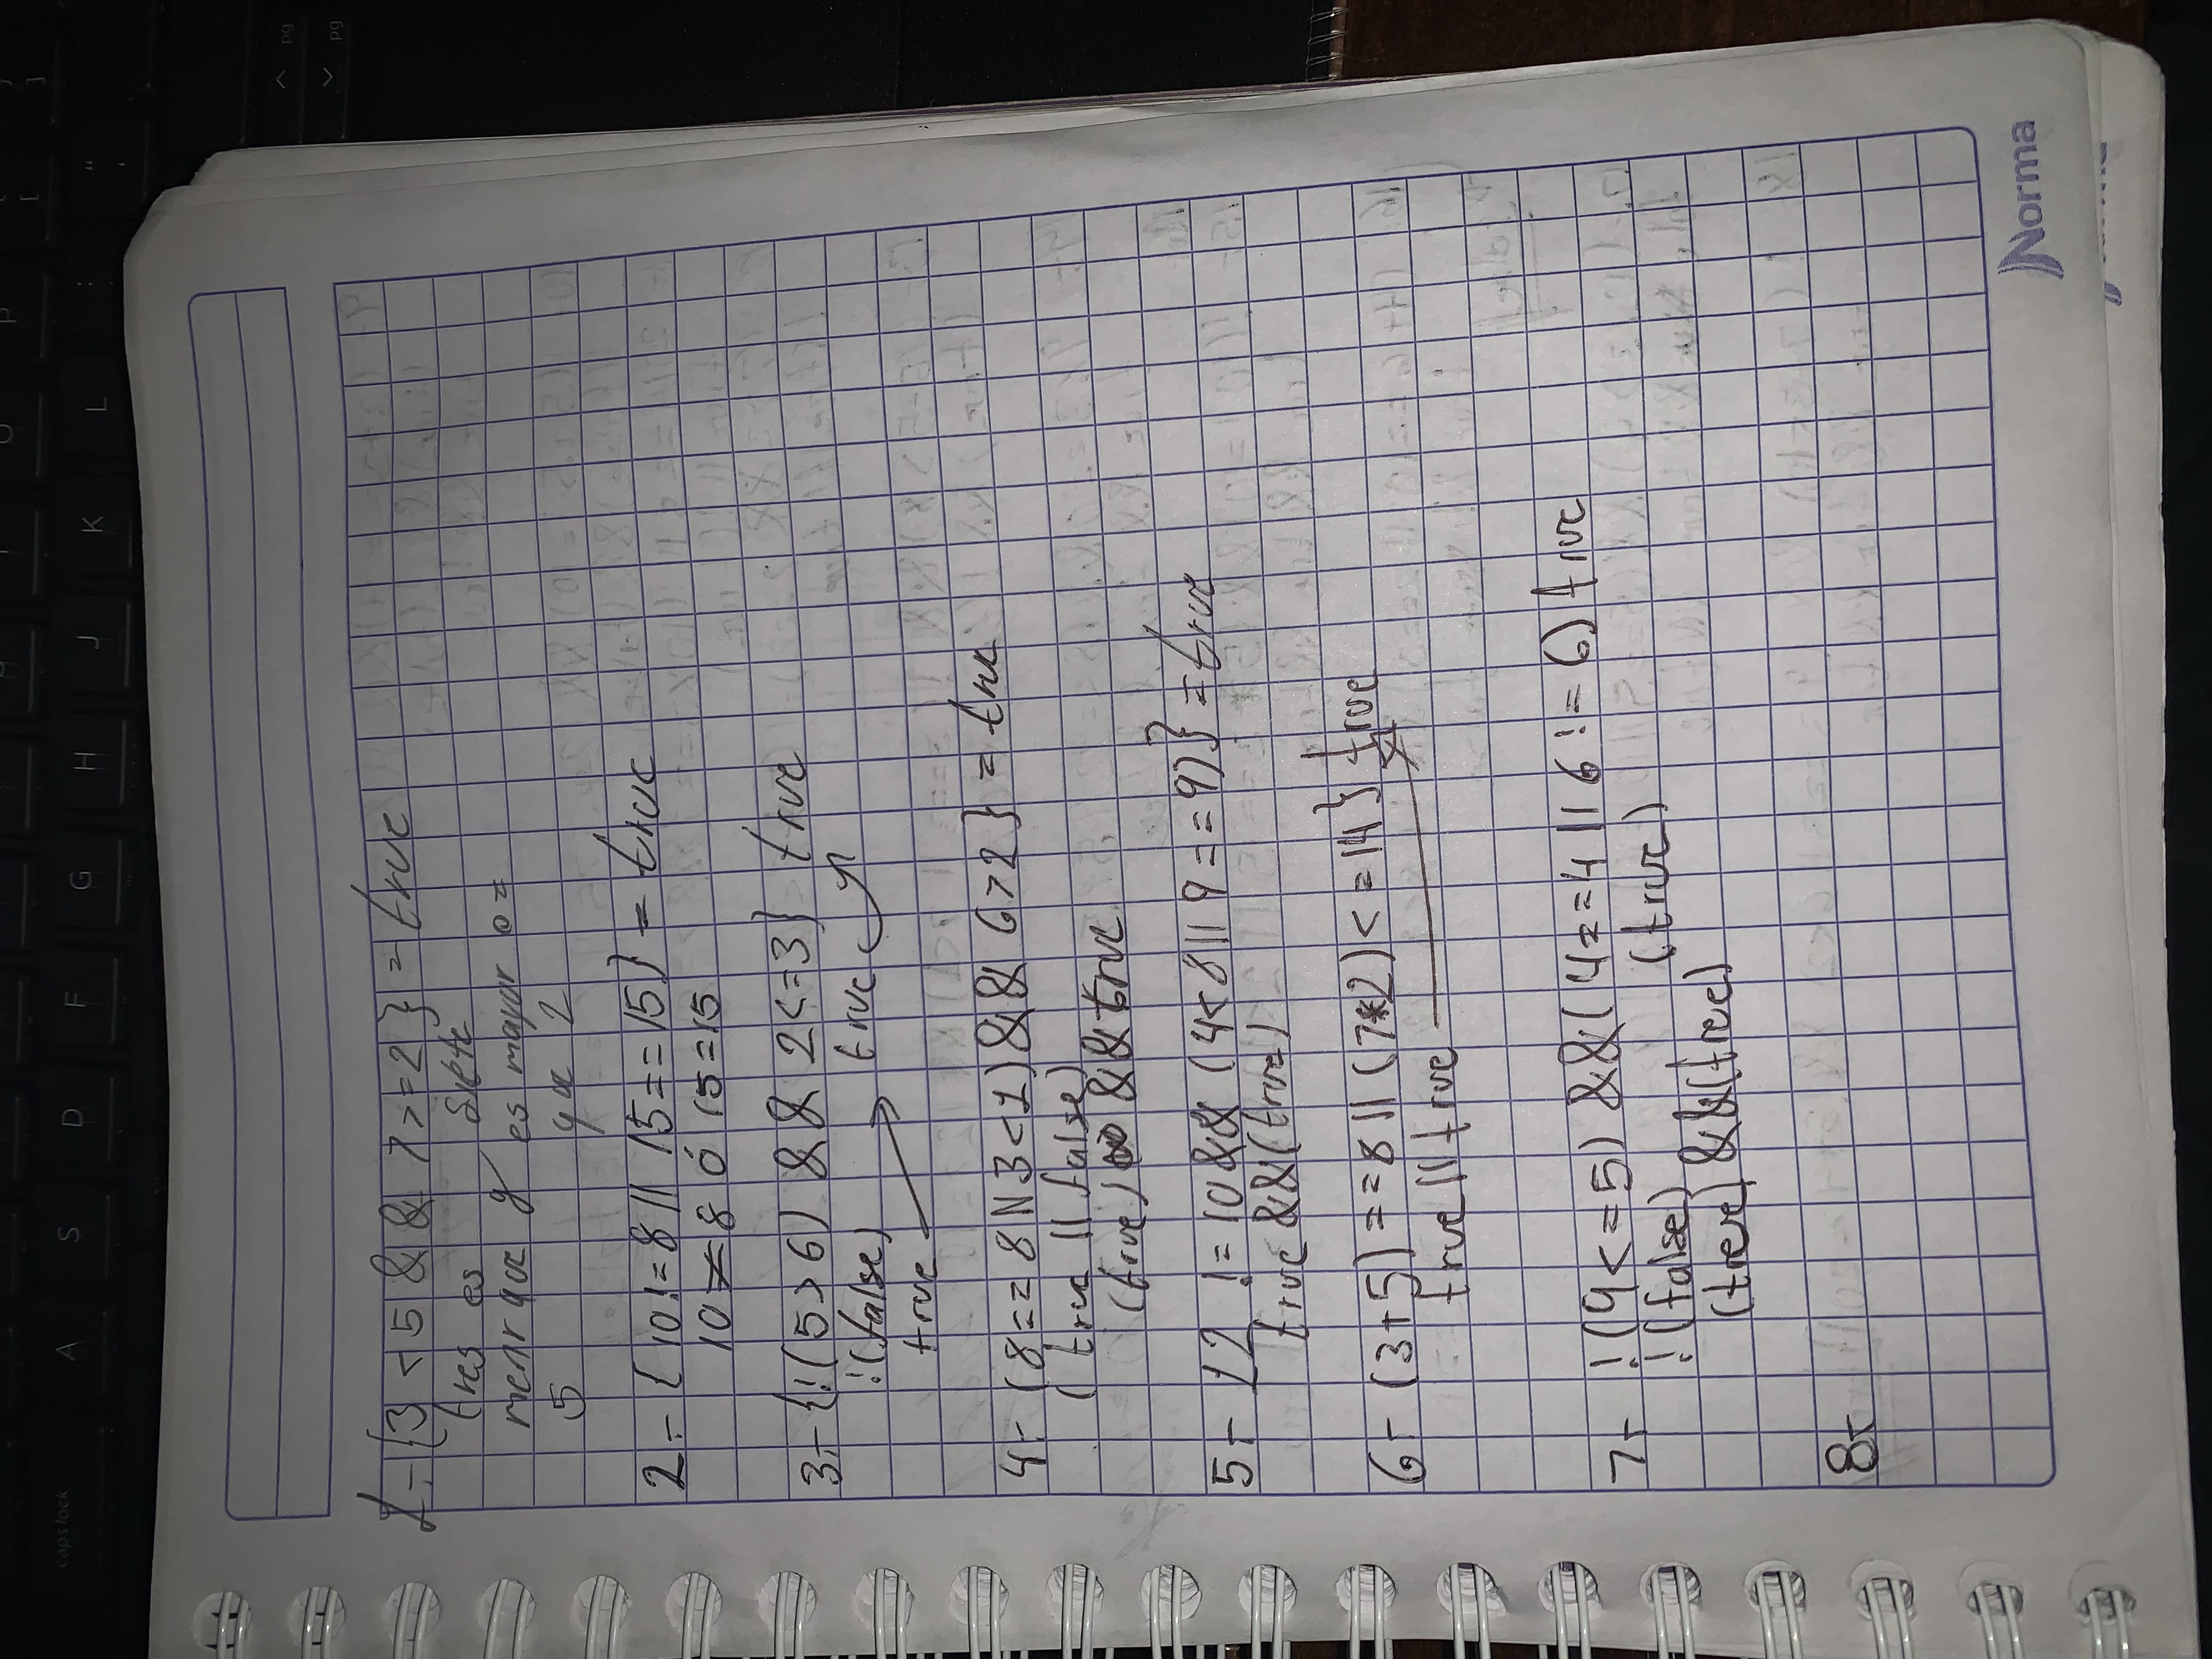 caps lock
A S D F G H J K L : "
pg
pg
1.- {3 < 5 && 7 >= 2} = true
tres es siete
menr que y es mayor o =
5 que 2
2.- {10 != 8 || 15 == 15} = true
10 ≠ 8 ó 15 = 15
3.- {!(5 > 6) && 2 <= 3} true
!(false) true
true
4.- (8 == 8 || 3 < 1) && 6 > 2} = true
(true || false)
(true) && true
5.- 12 != 10 && (4 < 8 || 9 == 9)} = true
true && (true)
6.- (3 + 5) == 8 || (7 * 2) <= 14} true
true || true
7.- !(9 <= 5) && (4 == 4 || 6 != 6) true
!(false) (true)
(treve) && (tree)
8.-
Norma